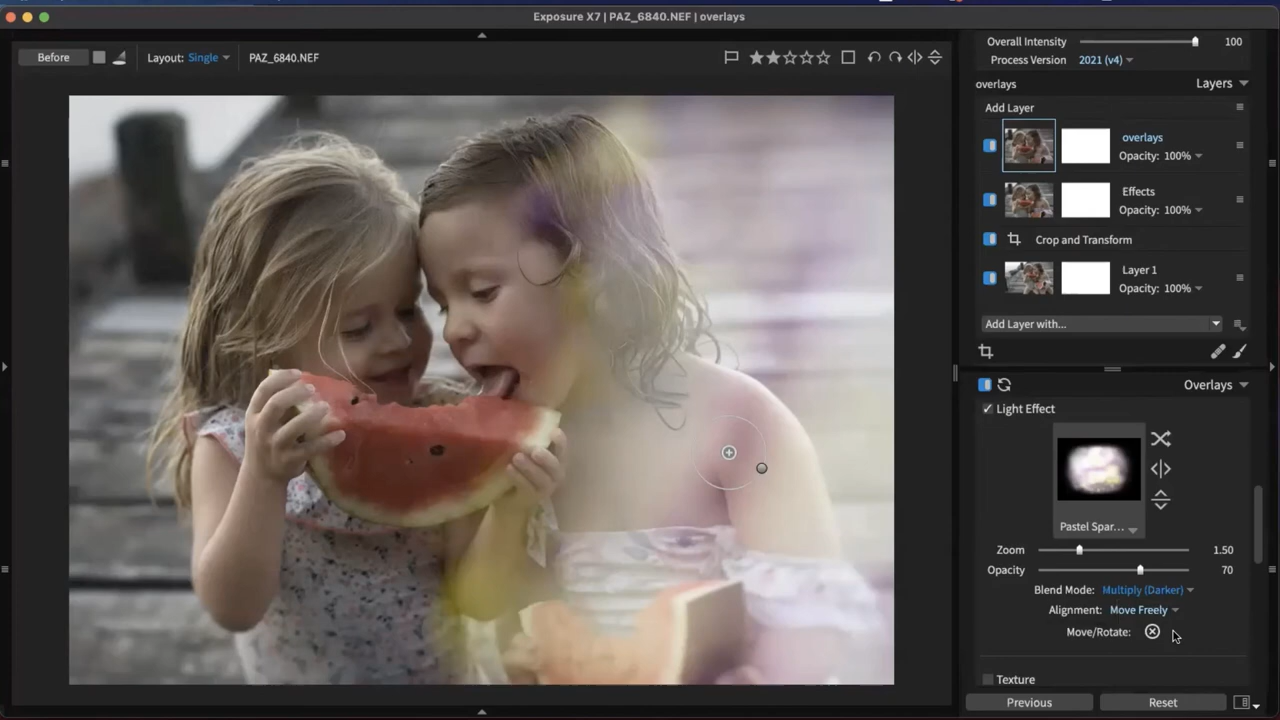 Exposure X7 | PAZ_6840.NEF | overlays
Before
Layout: Single
PAZ_6840.NEF
Overall Intensity 100
Process Version 2021 (v4)
overlays
Layers
Add Layer
overlays
Opacity: 100%
Effects
Opacity: 100%
Crop and Transform
Layer 1
Opacity: 100%
Add Layer with...
Overlays
Light Effect
Pastel Spar...
Zoom 1.50
Opacity 70
Blend Mode: Multiply (Darker)
Alignment: Move Freely
Move/Rotate:
Texture
Previous
Reset